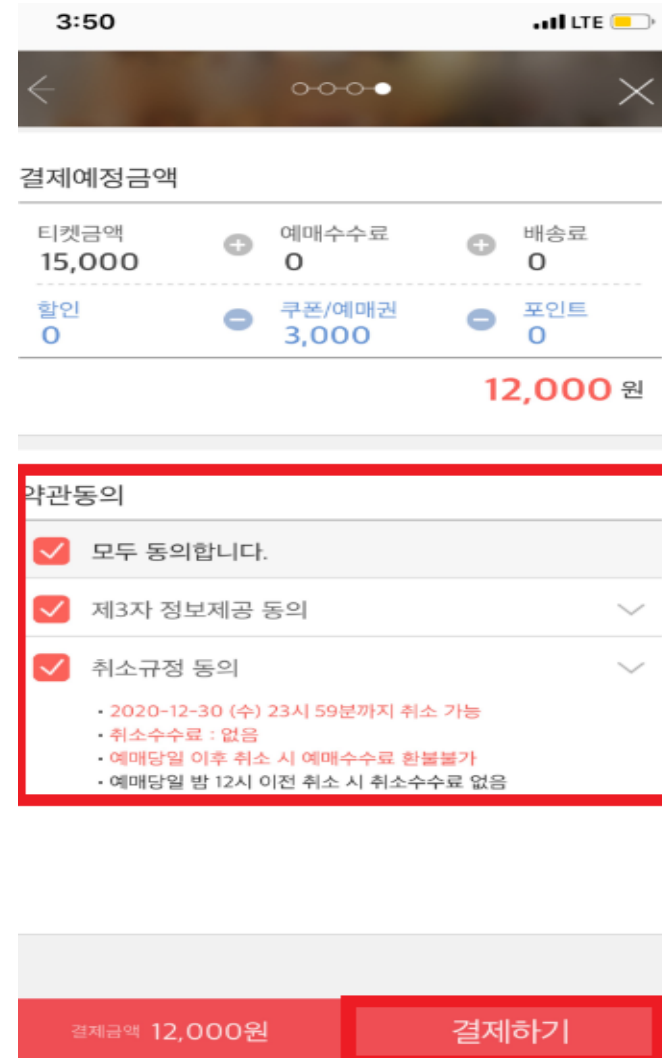 3:50 LTE
결제예정금액
티켓금액 예매수수료 배송료
15,000 0 0
할인 쿠폰/예매권 포인트
0 3,000 0
12,000 원
약관동의
모두 동의합니다.
제3자 정보제공 동의
취소규정 동의
• 2020-12-30 (수) 23시 59분까지 취소 가능
• 취소수수료 : 없음
• 예매당일 이후 취소 시 예매수수료 환불불가
• 예매당일 밤 12시 이전 취소 시 취소수수료 없음
결제금액 12,000원 결제하기